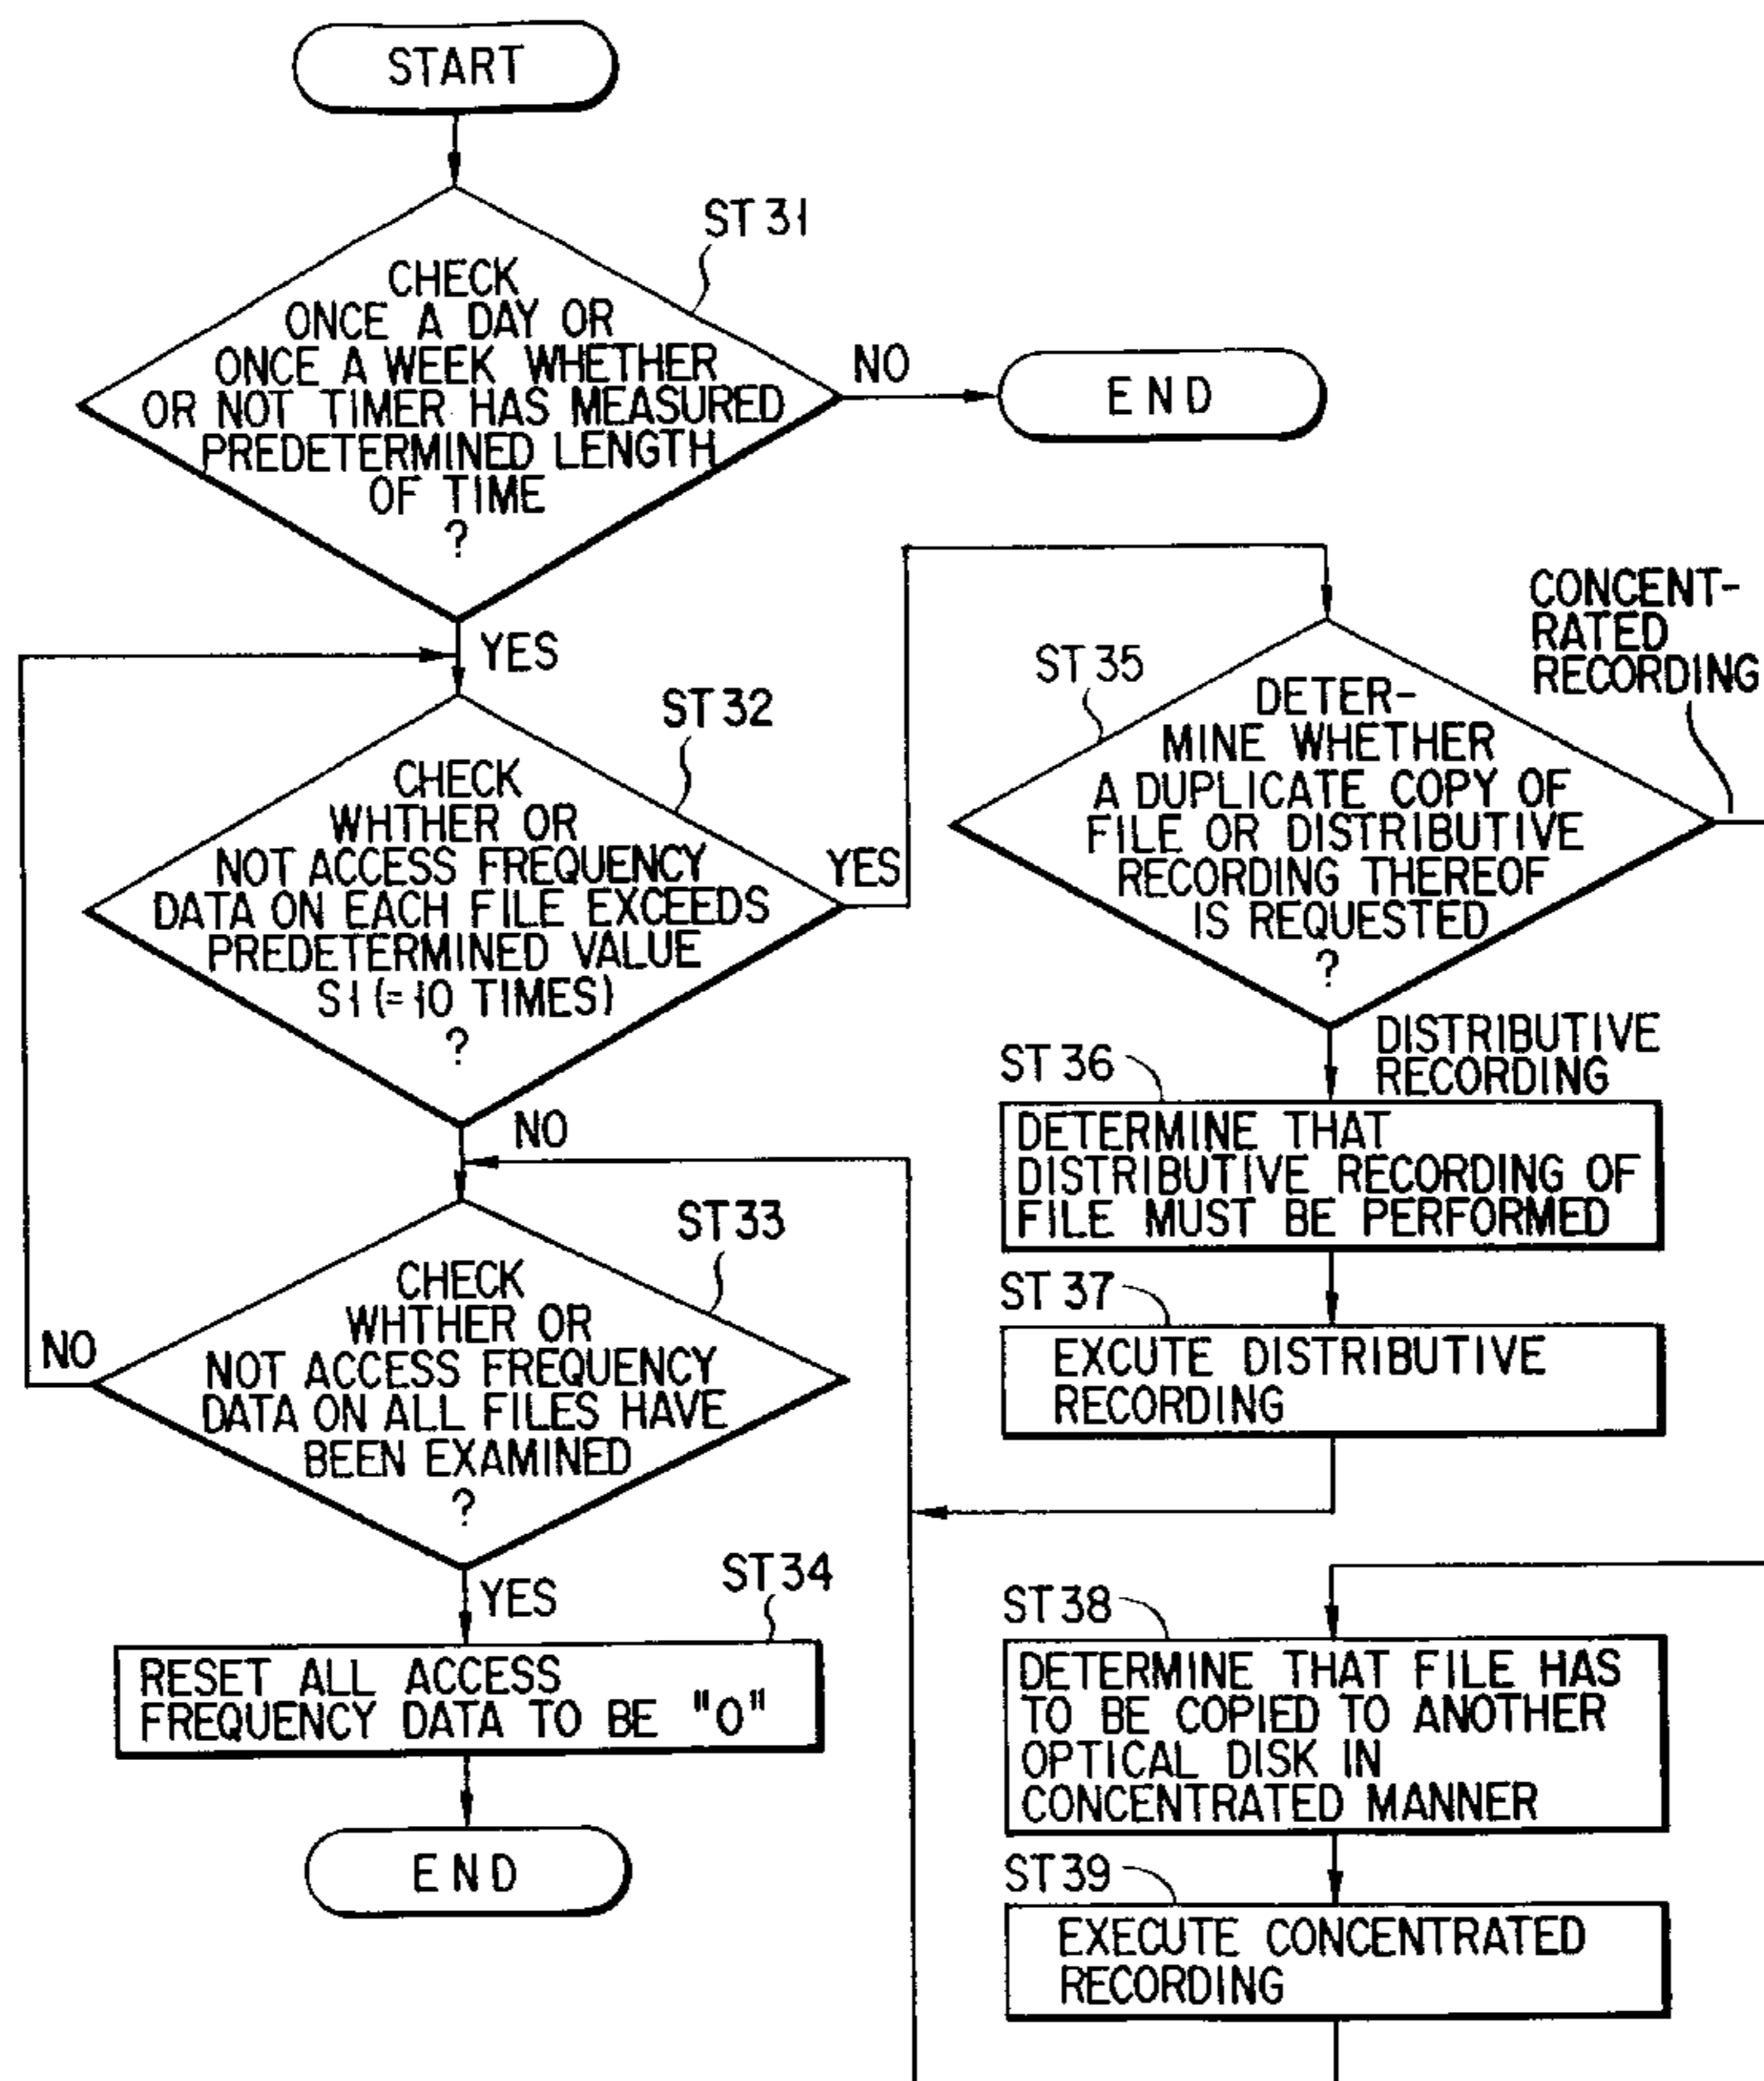 START
ST31
CHECK
ONCE A DAY OR
ONCE A WEEK WHETHER
OR NOT TIMER HAS MEASURED
PREDETERMINED LENGTH
OF TIME
?
NO
END
YES
ST32
CHECK
WHTHER OR
NOT ACCESS FREQUENCY
DATA ON EACH FILE EXCEEDS
PREDETERMINED VALUE
S1 (=10 TIMES)
?
YES
NO
ST33
CHECK
WHTHER OR
NOT ACCESS FREQUENCY
DATA ON ALL FILES HAVE
BEEN EXAMINED
?
NO
YES
ST34
RESET ALL ACCESS
FREQUENCY DATA TO BE "0"
END
ST35
DETER-
MINE WHETHER
A DUPLICATE COPY OF
FILE OR DISTRIBUTIVE
RECORDING THEREOF
IS REQUESTED
?
CONCENT-
RATED
RECORDING
DISTRIBUTIVE
RECORDING
ST36
DETERMINE THAT
DISTRIBUTIVE RECORDING OF
FILE MUST BE PERFORMED
ST37
EXCUTE DISTRIBUTIVE
RECORDING
ST38
DETERMINE THAT FILE HAS
TO BE COPIED TO ANOTHER
OPTICAL DISK IN
CONCENTRATED MANNER
ST39
EXECUTE CONCENTRATED
RECORDING